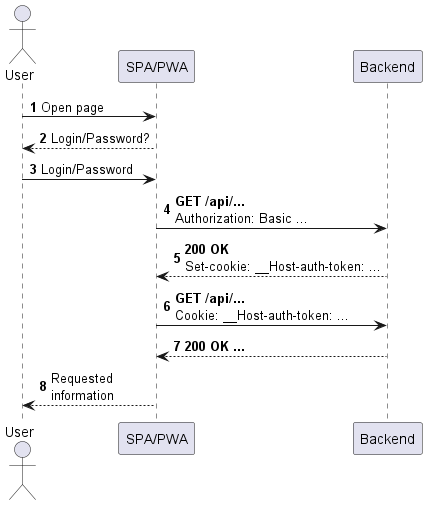 User
SPA/PWA
Backend
1 Open page
2 Login/Password?
3 Login/Password
4 GET /api/...
Authorization: Basic ...
5 200 OK
Set-cookie: __Host-auth-token: ...
6 GET /api/...
Cookie: __Host-auth-token: ...
7 200 OK ...
8 Requested
information
User
SPA/PWA
Backend